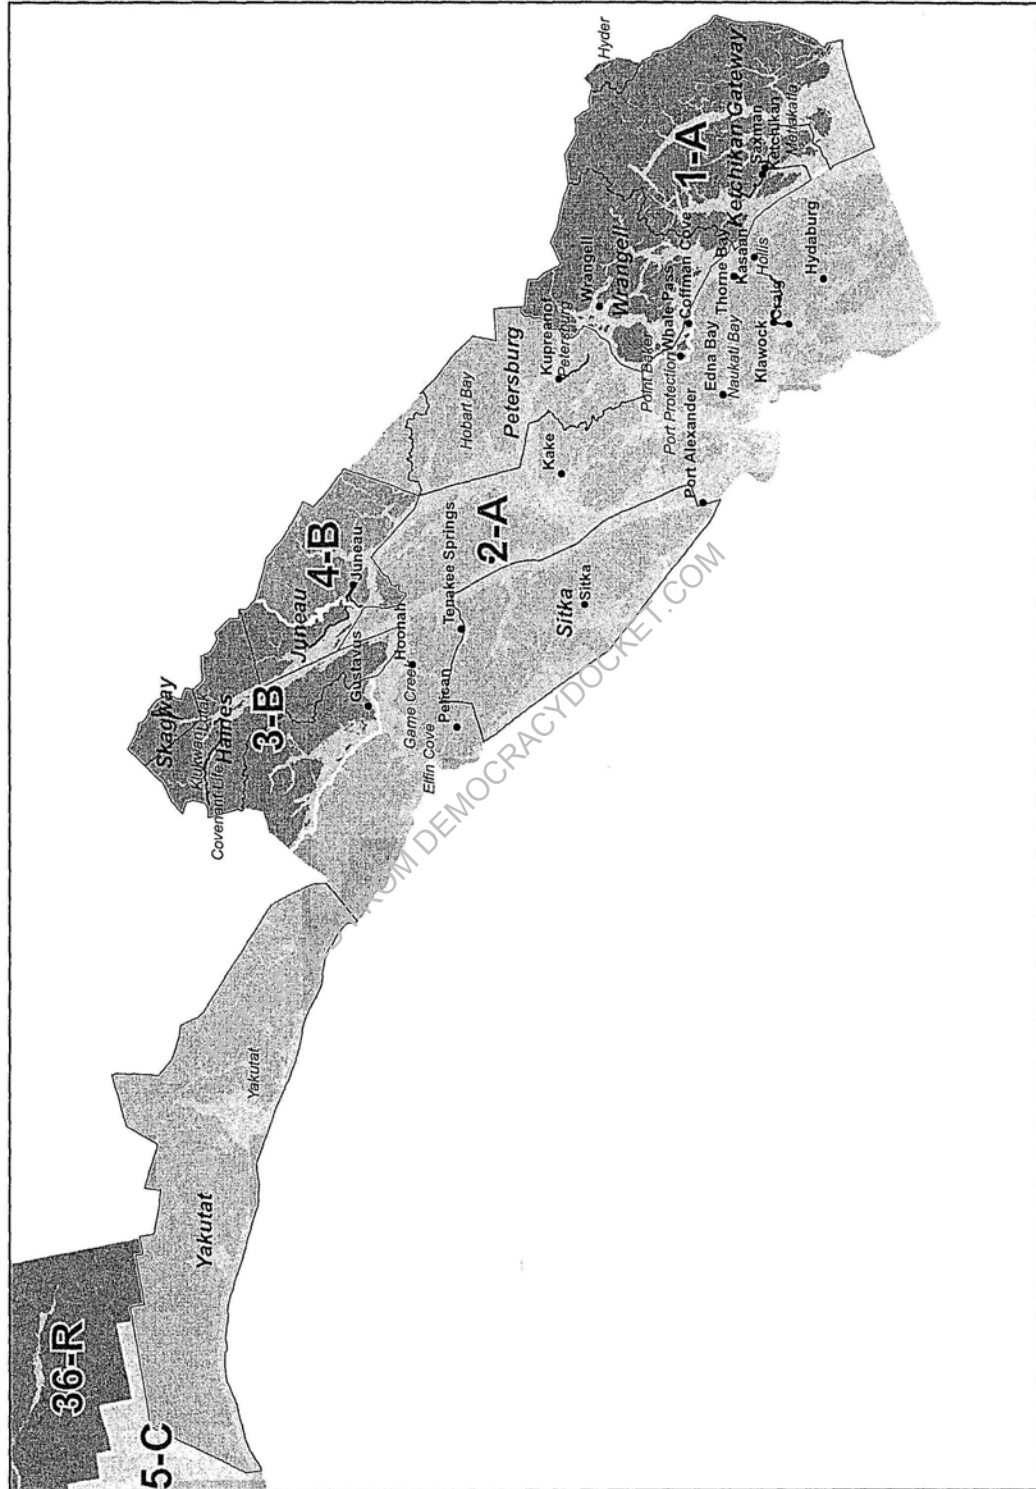 36-R
5-C
Yakutat
Yakutat
Skagway
Covenant Life
Haines
3-B
Juneau
4-B
Juneau
Gustavus
Hoonah
Game Creek
Elfin Cove
Pelican
Tenakee Springs
Hobart Bay
2-A
Petersburg
Kake
Sitka
Sitka
Kupreanof
Petersburg
Hyder
Wrangell
Wrangell
1-A
Point Baker
Port Protection
Whale Pass
Coffman Cove
Port Alexander
Edna Bay
Naukati Bay
Thorne Bay
Kasaan
Hollis
Ketchikan Gateway
Saxman
Ketchikan
Metlakatla
Klawock
Craig
Hydaburg
ROM DEMOCRACYDOCKET.COM